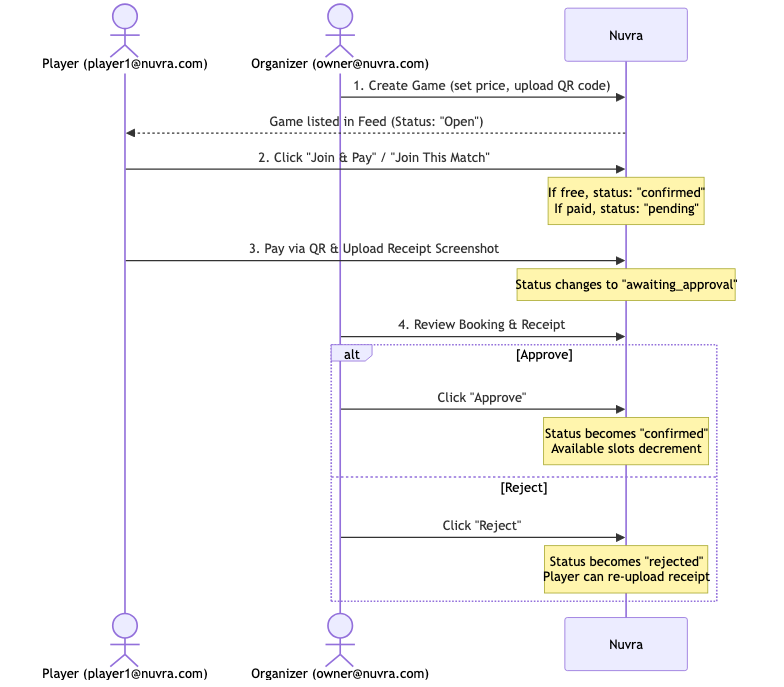 Player (player1@nuvra.com)
Organizer (owner@nuvra.com)
Nuvra
1. Create Game (set price, upload QR code)
Game listed in Feed (Status: "Open")
2. Click "Join & Pay" / "Join This Match"
If free, status: "confirmed"
If paid, status: "pending"
3. Pay via QR & Upload Receipt Screenshot
Status changes to "awaiting_approval"
4. Review Booking & Receipt
alt
[Approve]
Click "Approve"
Status becomes "confirmed"
Available slots decrement
[Reject]
Click "Reject"
Status becomes "rejected"
Player can re-upload receipt
Player (player1@nuvra.com)
Organizer (owner@nuvra.com)
Nuvra